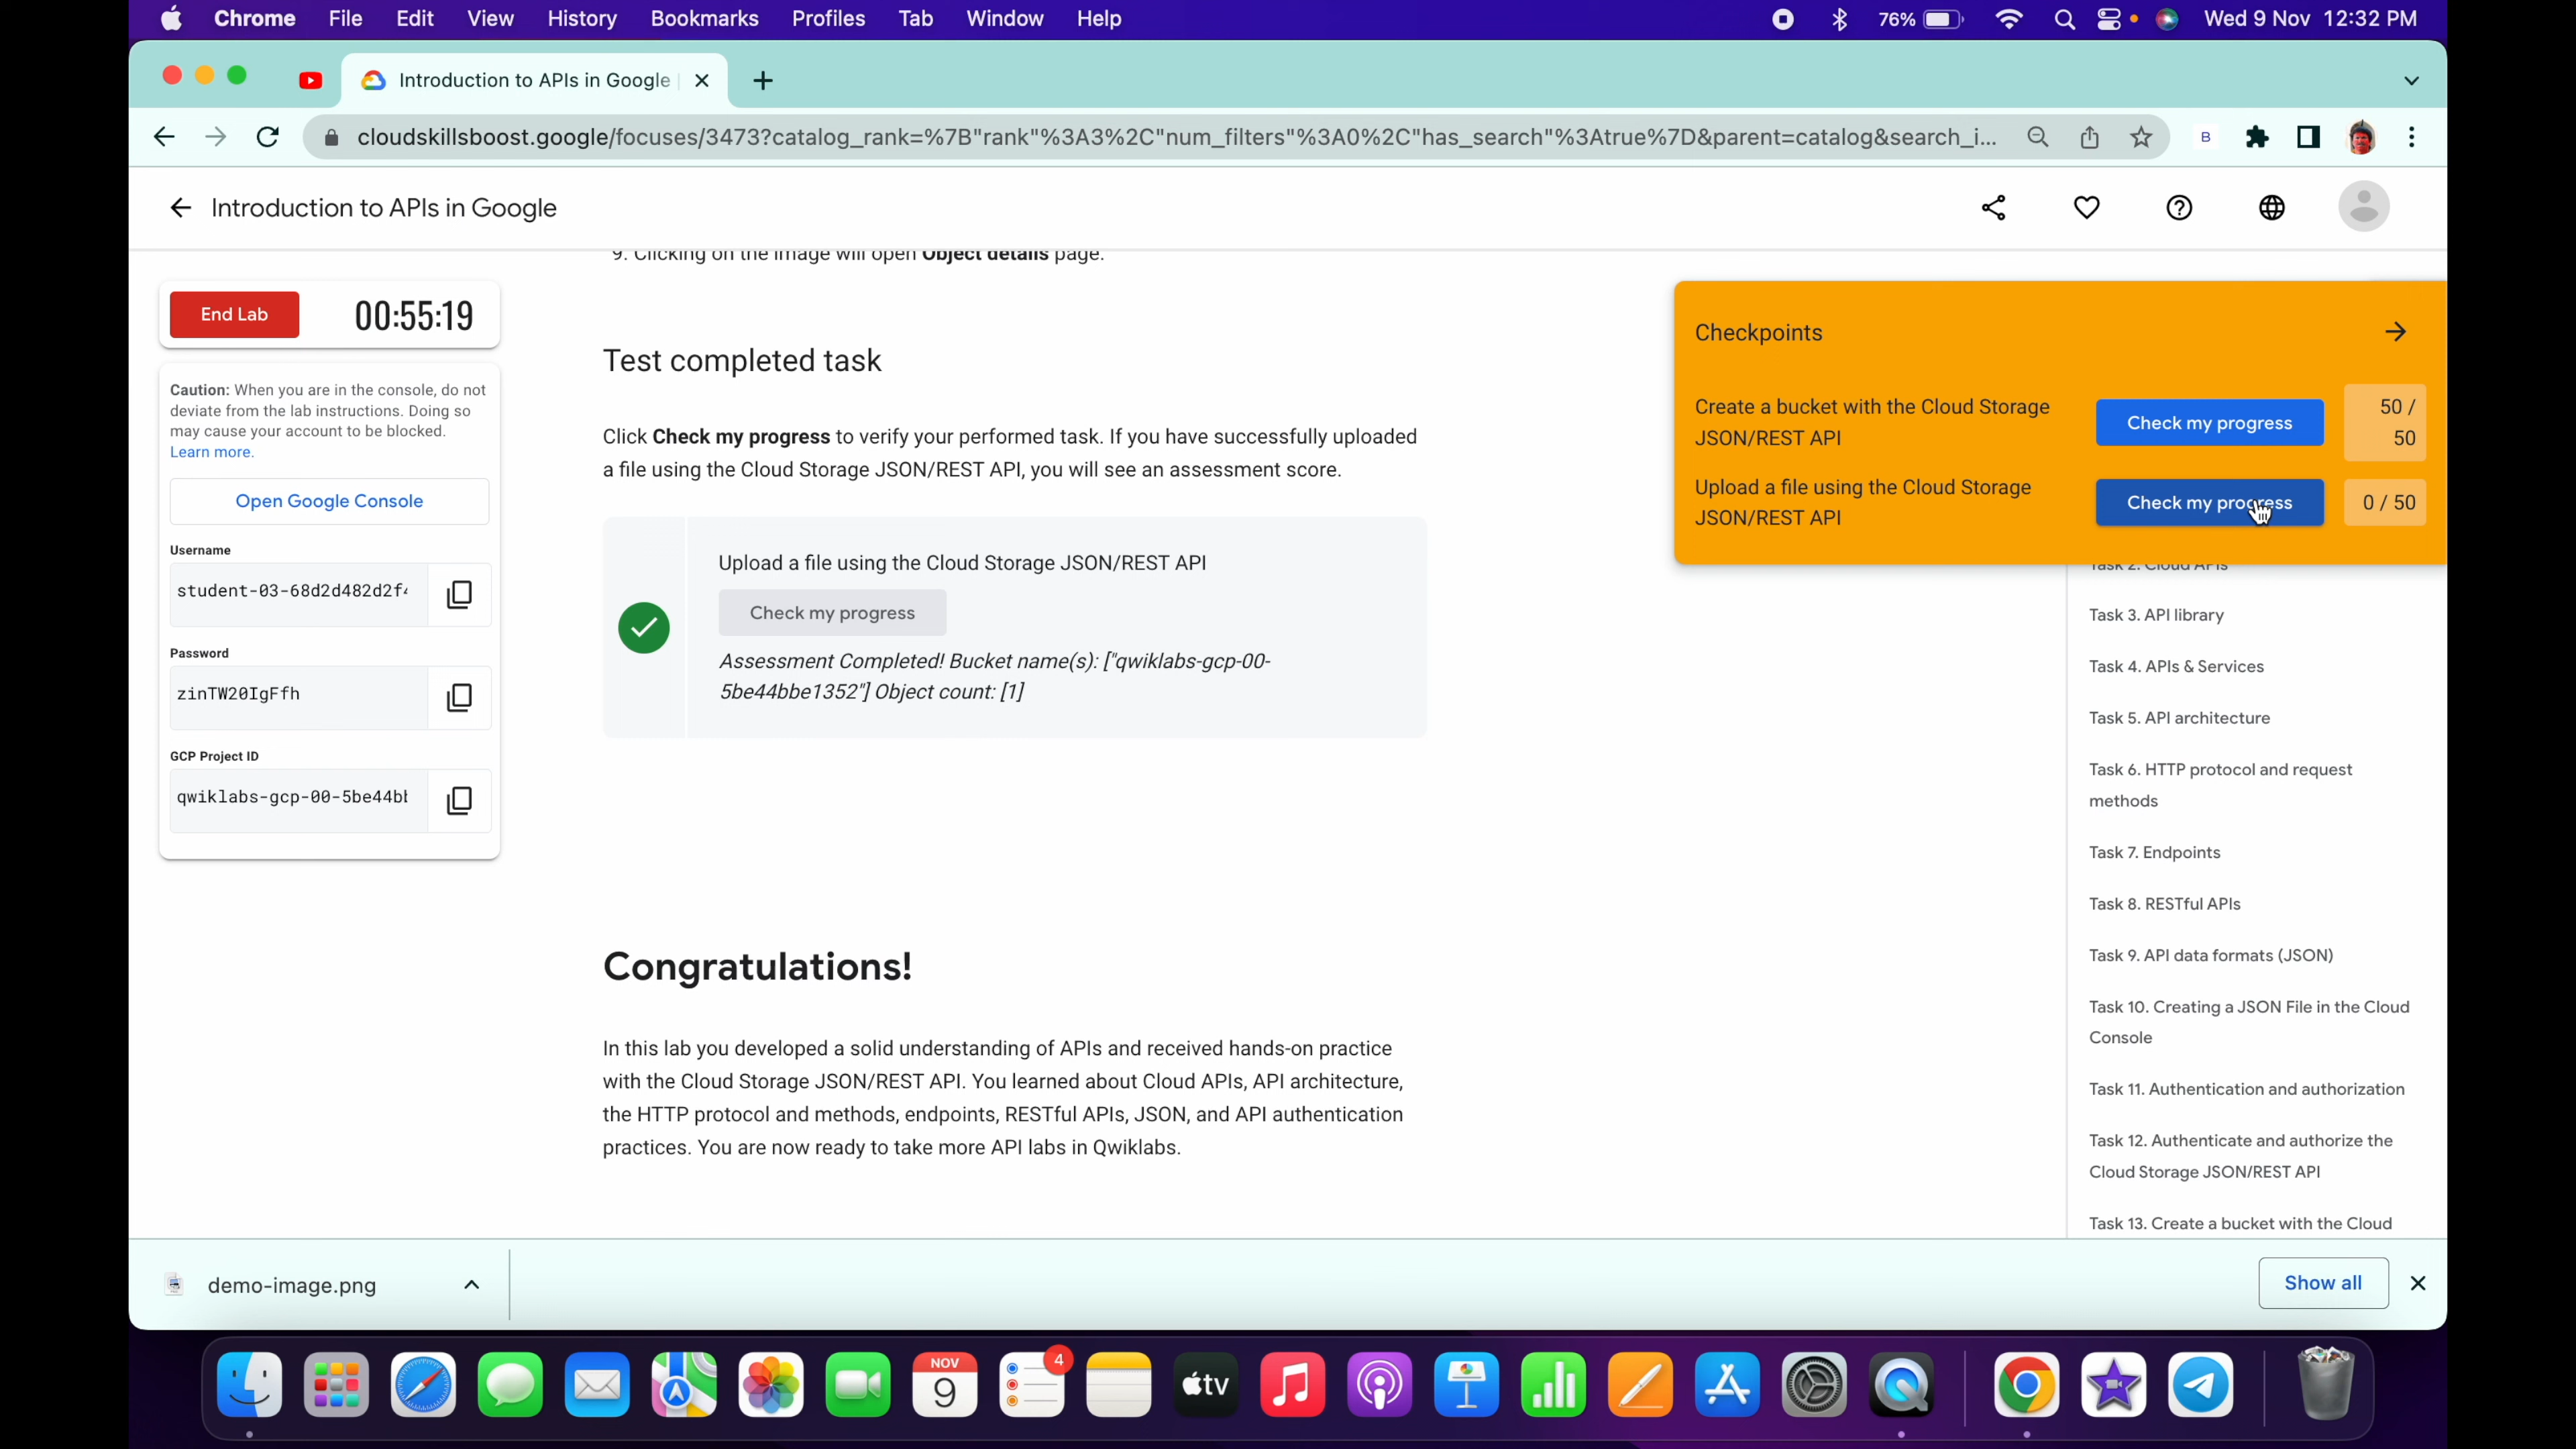 Chrome File Edit View History Bookmarks Profiles Tab Window Help 76% Wed 9 Nov 12:32 PM
Introduction to APIs in Google
cloudskillsboost.google/focuses/3473?catalog_rank=%7B"rank"%3A3%2C"num_filters"%3A0%2C"has_search"%3Atrue%7D&parent=catalog&search_i... B
Introduction to APIs in Google
9. Clicking on the image will open Object details page.
End Lab 00:55:19
Caution: When you are in the console, do not
deviate from the lab instructions. Doing so
may cause your account to be blocked.
Learn more.
Open Google Console
Username
student-03-68d2d482d2f
Password
zinTW20IgFfh
GCP Project ID
qwiklabs-gcp-00-5be44b
Test completed task
Click Check my progress to verify your performed task. If you have successfully uploaded
a file using the Cloud Storage JSON/REST API, you will see an assessment score.
Upload a file using the Cloud Storage JSON/REST API
Check my progress
Assessment Completed! Bucket name(s): ["qwiklabs-gcp-00-
5be44bbe1352"] Object count: [1]
Congratulations!
In this lab you developed a solid understanding of APIs and received hands-on practice
with the Cloud Storage JSON/REST API. You learned about Cloud APIs, API architecture,
the HTTP protocol and methods, endpoints, RESTful APIs, JSON, and API authentication
practices. You are now ready to take more API labs in Qwiklabs.
Checkpoints
Create a bucket with the Cloud Storage
JSON/REST API
Check my progress
50 /
50
Upload a file using the Cloud Storage
JSON/REST API
Check my progress
0 / 50
Task 2. Cloud APIs
Task 3. API library
Task 4. APIs & Services
Task 5. API architecture
Task 6. HTTP protocol and request
methods
Task 7. Endpoints
Task 8. RESTful APIs
Task 9. API data formats (JSON)
Task 10. Creating a JSON File in the Cloud
Console
Task 11. Authentication and authorization
Task 12. Authenticate and authorize the
Cloud Storage JSON/REST API
Task 13. Create a bucket with the Cloud
demo-image.png
Show all
NOV
9
4
tv